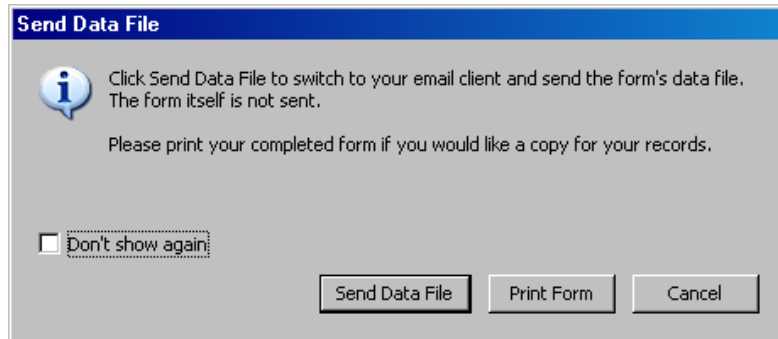 Send Data File
Click Send Data File to switch to your email client and send the form's data file.
The form itself is not sent.
Please print your completed form if you would like a copy for your records.
Don't show again
Send Data File
Print Form
Cancel